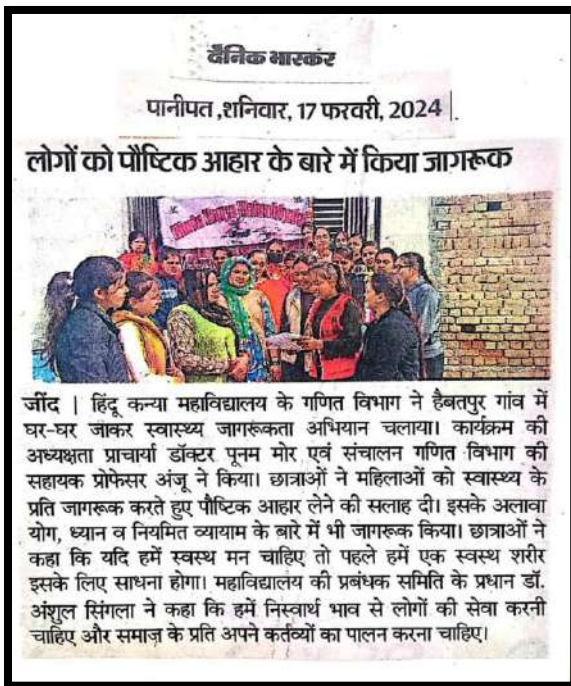 दैनिक भास्कर
पानीपत ,शनिवार, 17 फरवरी, 2024
लोगों को पौष्टिक आहार के बारे में किया जागरूक
जींद | हिंदू कन्या महाविद्यालय के गणित विभाग ने हैबतपुर गांव में
घर-घर जाकर स्वास्थ्य जागरूकता अभियान चलाया। कार्यक्रम की
अध्यक्षता प्राचार्या डॉक्टर पूनम मोर एवं संचालन गणित विभाग की
सहायक प्रोफेसर अंजू ने किया। छात्राओं ने महिलाओं को स्वास्थ्य के
प्रति जागरूक करते हुए पौष्टिक आहार लेने की सलाह दी। इसके अलावा
योग, ध्यान व नियमित व्यायाम के बारे में भी जागरूक किया। छात्राओं ने
कहा कि यदि हमें स्वस्थ मन चाहिए तो पहले हमें एक स्वस्थ शरीर
इसके लिए साधना होगा। महाविद्यालय की प्रबंधक समिति के प्रधान डॉ.
अंशुल सिंगला ने कहा कि हमें निस्वार्थ भाव से लोगों की सेवा करनी
चाहिए और समाज के प्रति अपने कर्तव्यों का पालन करना चाहिए।